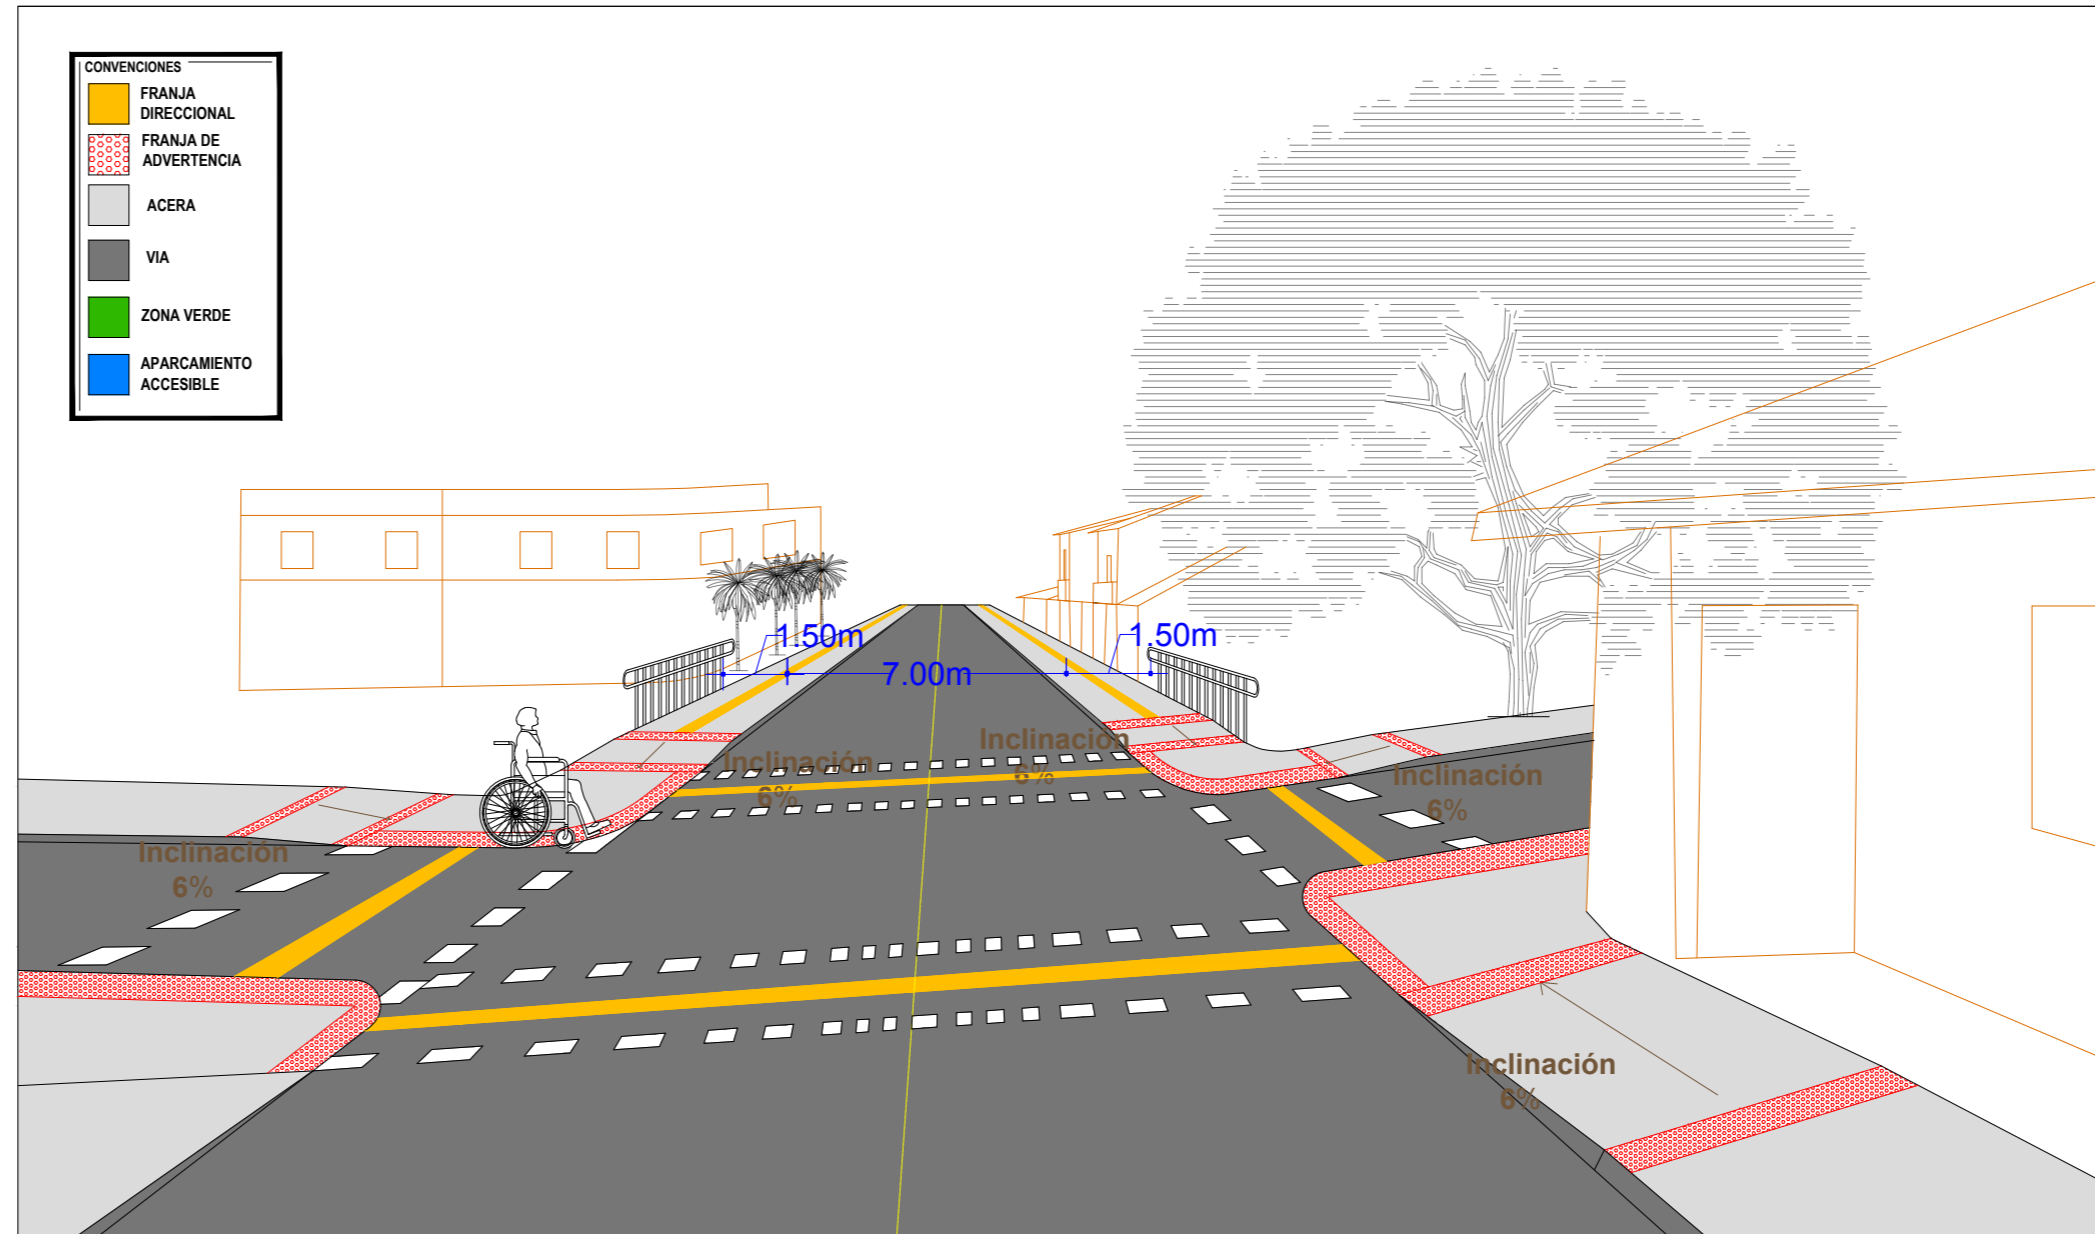 CONVENCIONES
FRANJA
DIRECCIONAL
FRANJA DE
ADVERTENCIA
ACERA
VIA
ZONA VERDE
APARCAMIENTO
ACCESIBLE
1.50m
7.00m
1.50m
Inclinación
6%
Inclinación
6%
Inclinación
6%
Inclinación
6%
Inclinación
6%